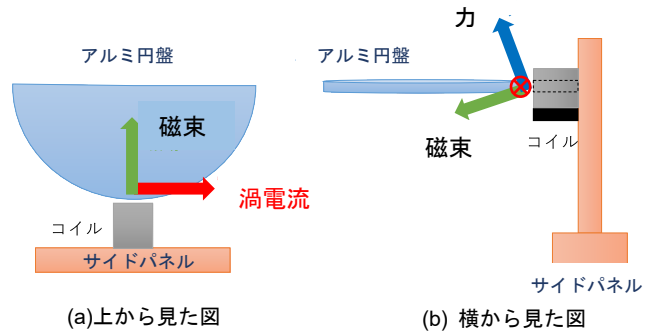 アルミ円盤
磁束
渦電流
コイル
サイドパネル
(a)上から見た図
力
アルミ円盤
磁束
コイル
サイドパネル
(b) 横から見た図